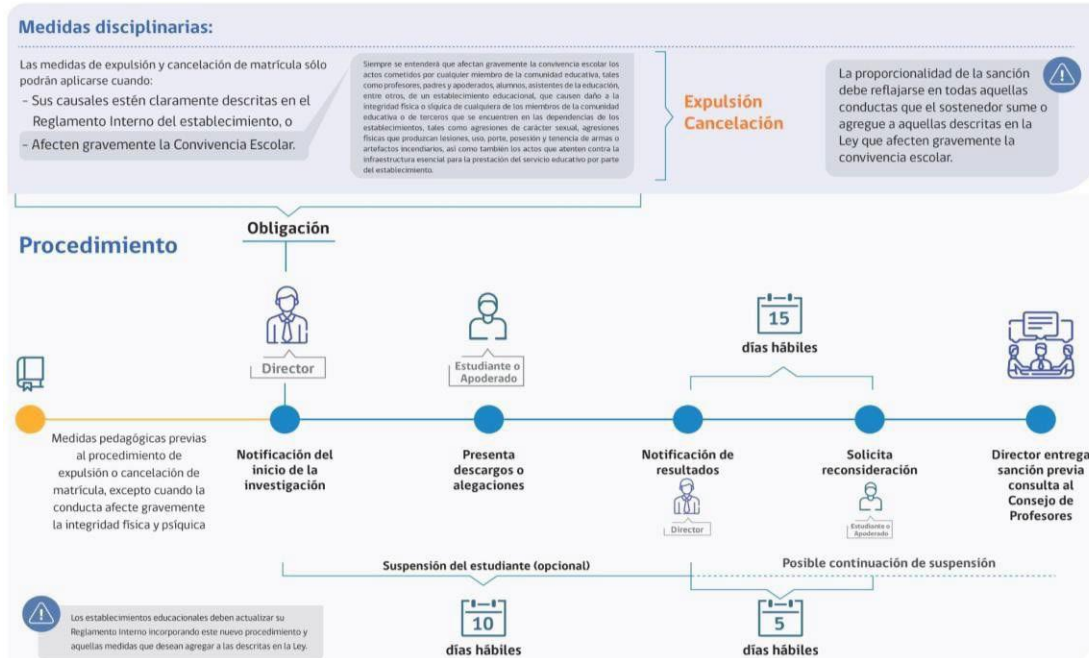 Medidas disciplinarias:
Las medidas de expulsión y cancelación de matrícula sólo
podrán aplicarse cuando:
- Sus causales estén claramente descritas en el
Reglamento Interno del establecimiento, o
- Afecten gravemente la Convivencia Escolar.
Siempre se entenderá que afectan gravemente la convivencia escolar los
actos cometidos por cualquier miembro de la comunidad educativa, tales
como profesores, padres y apoderados, alumnos, asistentes de la educación,
entre otros, de un establecimiento educacional, que causen daño a la
integridad física o síquica de cualquiera de los miembros de la comunidad
educativa o de terceros que se encuentren en las dependencias de los
establecimientos, tales como agresiones de carácter sexual, agresiones
físicas que produzcan lesiones, uso, porte, posesión y tenencia de armas o
artefactos incendiarios, así como también los actos que atenten contra la
infraestructura esencial para la prestación del servicio educativo por parte
del establecimiento.
Expulsión
Cancelación
La proporcionalidad de la sanción
debe reflajarse en todas aquellas
conductas que el sostenedor sume o
agregue a aquellas descritas en la
Ley que afecten gravemente la
convivencia escolar.
Procedimiento
Obligación
Director
Estudiante o
Apoderado
15
días hábiles
Medidas pedagógicas previas
al procedimiento de
expulsión o cancelación de
matrícula, excepto cuando la
conducta afecte gravemente
la integridad física y psíquica
Notificación del
inicio de la
investigación
Presenta
descargos o
alegaciones
Notificación de
resultados
Director
Solicita
reconsideración
Estudiante o
Apoderado
Director entrega
sanción previa
consulta al
Consejo de
Profesores
Suspensión del estudiante (opcional)
Posible continuación de suspensión
10
días hábiles
5
días hábiles
Los establecimientos educacionales deben actualizar su
Reglamento Interno incorporando este nuevo procedimiento y
aquellas medidas que desean agregar a las descritas en la Ley.